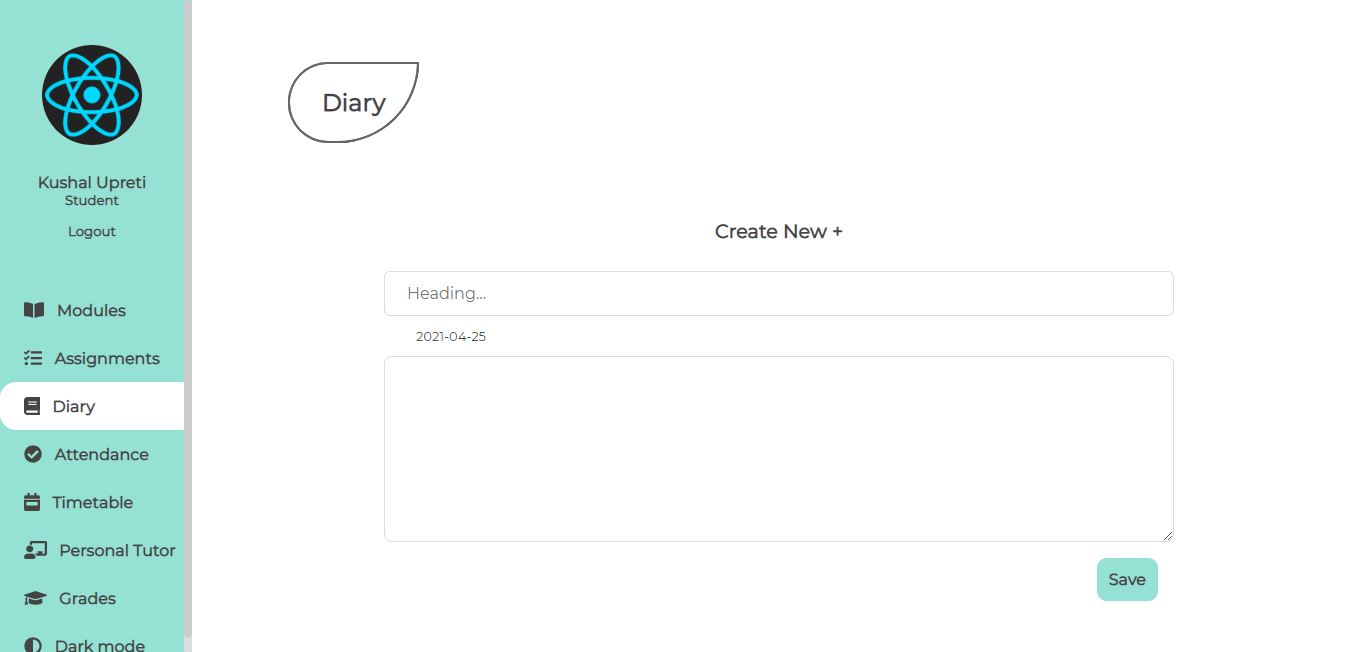 Kushal Upreti
Student
Logout
Modules
Assignments
Diary
Attendance
Timetable
Personal Tutor
Grades
Dark mode
Diary
Create New +
Heading...
2021-04-25
Save